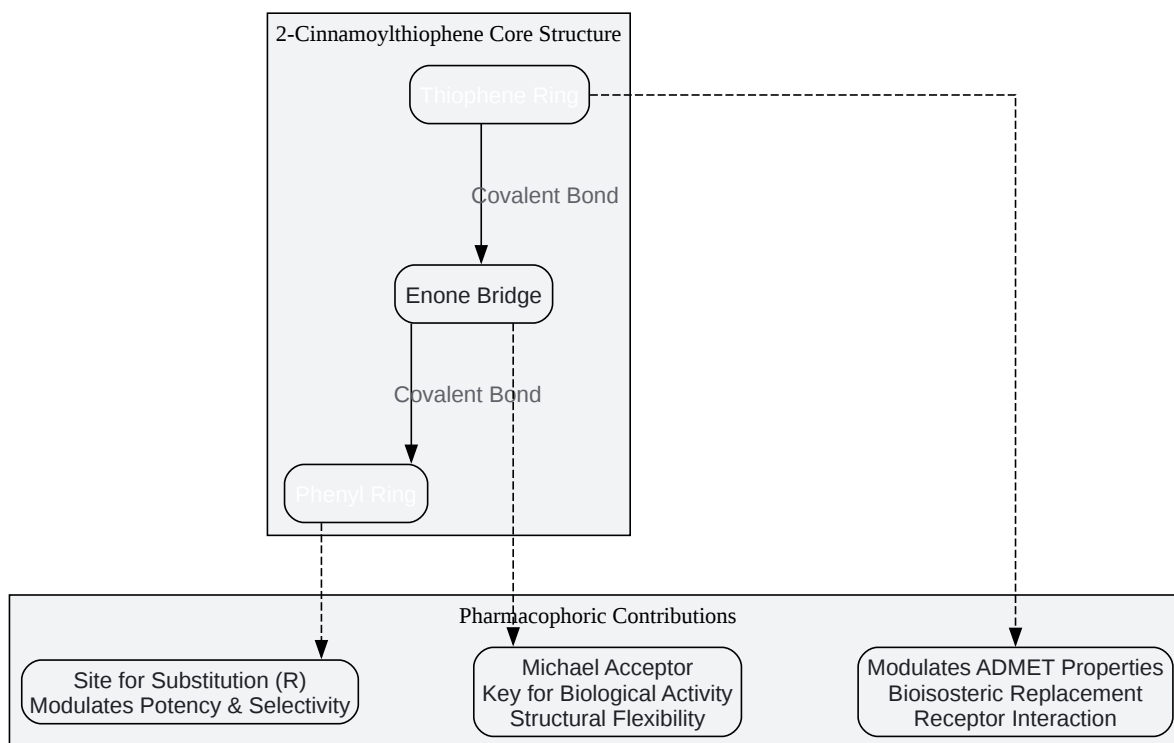 2-Cinnamoylthiophene Core Structure
Thiophene Ring
Covalent Bond
Enone Bridge
Covalent Bond
Phenyl Ring
Pharmacophoric Contributions
Site for Substitution (R)
Modulates Potency & Selectivity
Michael Acceptor
Key for Biological Activity
Structural Flexibility
Modulates ADMET Properties
Bioisosteric Replacement
Receptor Interaction